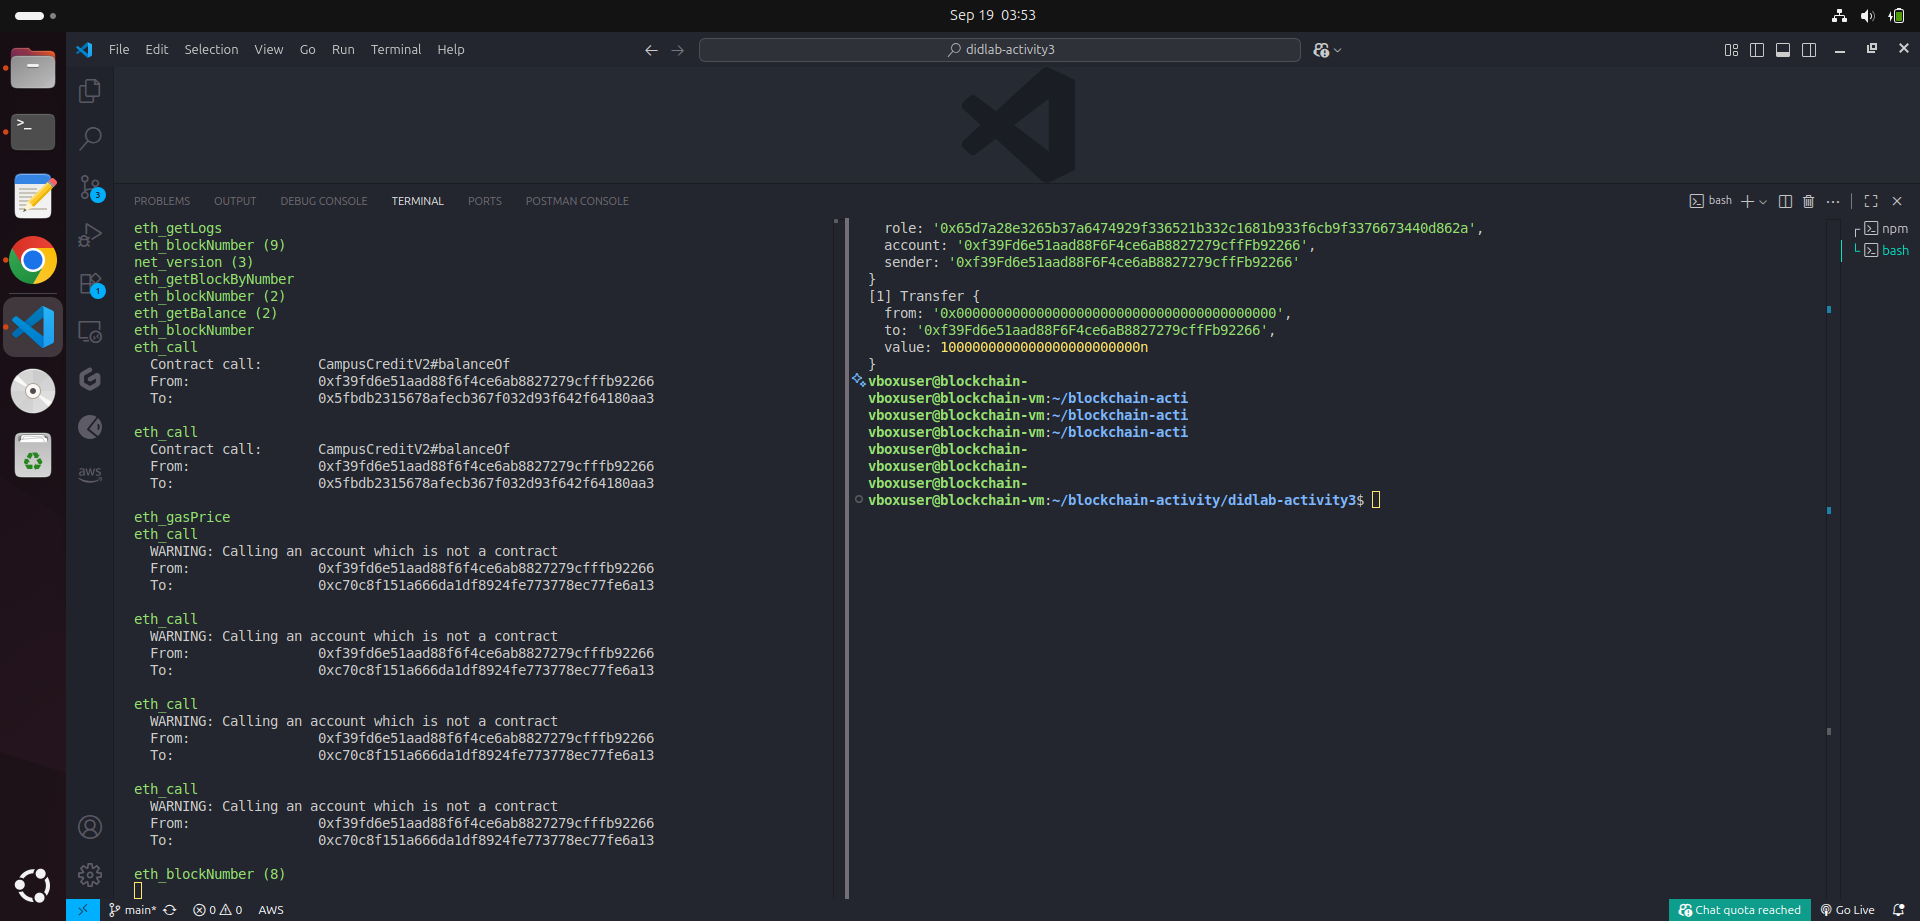 Sep 19 03:53
File Edit Selection View Go Run Terminal Help
didlab-activity3
PROBLEMS OUTPUT DEBUG CONSOLE TERMINAL PORTS POSTMAN CONSOLE
bash
eth_getLogs
eth_blockNumber (9)
net_version (3)
eth_getBlockByNumber
eth_blockNumber (2)
eth_getBalance (2)
eth_blockNumber
eth_call
Contract call: CampusCreditV2#balanceOf
From: 0xf39fd6e51aad88f6f4ce6ab8827279cfffb92266
To: 0x5fbdb2315678afecb367f032d93f642f64180aa3
eth_call
Contract call: CampusCreditV2#balanceOf
From: 0xf39fd6e51aad88f6f4ce6ab8827279cfffb92266
To: 0x5fbdb2315678afecb367f032d93f642f64180aa3
eth_gasPrice
eth_call
WARNING: Calling an account which is not a contract
From: 0xf39fd6e51aad88f6f4ce6ab8827279cfffb92266
To: 0xc70c8f151a666da1df8924fe773778ec77fe6a13
eth_call
WARNING: Calling an account which is not a contract
From: 0xf39fd6e51aad88f6f4ce6ab8827279cfffb92266
To: 0xc70c8f151a666da1df8924fe773778ec77fe6a13
eth_call
WARNING: Calling an account which is not a contract
From: 0xf39fd6e51aad88f6f4ce6ab8827279cfffb92266
To: 0xc70c8f151a666da1df8924fe773778ec77fe6a13
eth_call
WARNING: Calling an account which is not a contract
From: 0xf39fd6e51aad88f6f4ce6ab8827279cfffb92266
To: 0xc70c8f151a666da1df8924fe773778ec77fe6a13
eth_blockNumber (8)
role: '0x65d7a28e3265b37a6474929f336521b332c1681b933f6cb9f3376673440d862a',
account: '0xf39Fd6e51aad88F6F4ce6aB8827279cffFb92266',
sender: '0xf39Fd6e51aad88F6F4ce6aB8827279cffFb92266'
}
[1] Transfer {
from: '0x0000000000000000000000000000000000000000',
to: '0xf39Fd6e51aad88F6F4ce6aB8827279cffFb92266',
value: 1000000000000000000000000n
}
vboxuser@blockchain-
vboxuser@blockchain-vm:~/blockchain-acti
vboxuser@blockchain-vm:~/blockchain-acti
vboxuser@blockchain-vm:~/blockchain-acti
vboxuser@blockchain-
vboxuser@blockchain-
vboxuser@blockchain-
vboxuser@blockchain-vm:~/blockchain-activity/didlab-activity3$
npm
bash
3
1
aws
main* 0 0 AWS
Chat quota reached Go Live